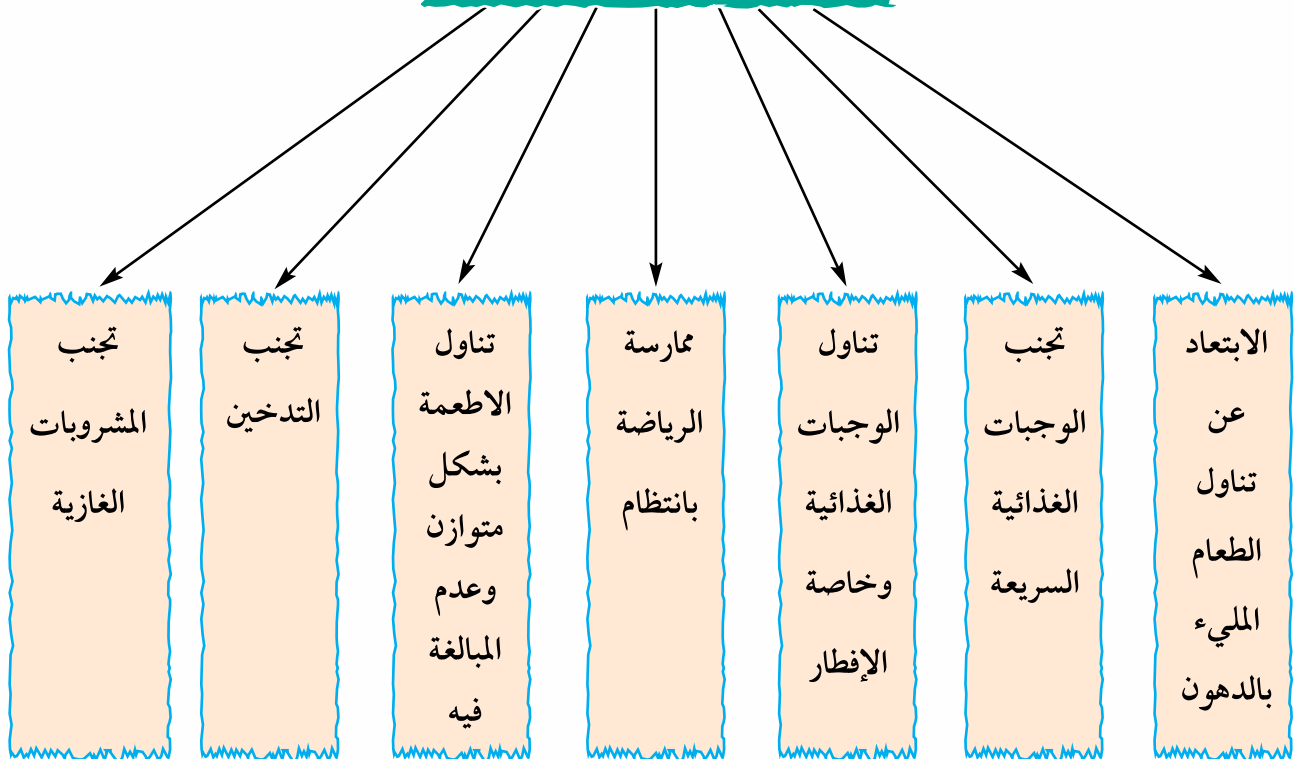 الابتعاد
عن
تناول
الطعام
المليء
بالدهون
تجنب
الوجبات
الغذائية
السريعة
تناول
الوجبات
الغذائية
وخاصة
الإفطار
ممارسة
الرياضة
بانتظام
تناول
الاطعمة
بشكل
متوازن
وعدم
المبالغة
فيه
تجنب
التدخين
تجنب
المشروبات
الغازية